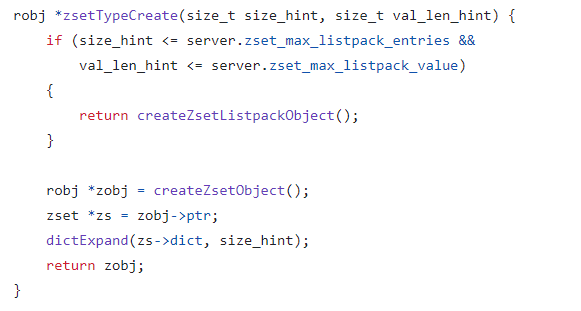 robj *zsetTypeCreate(size_t size_hint, size_t val_len_hint) {
    if (size_hint <= server.zset_max_listpack_entries &&
        val_len_hint <= server.zset_max_listpack_value)
    {
        return createZsetListpackObject();
    }

    robj *zobj = createZsetObject();
    zset *zs = zobj->ptr;
    dictExpand(zs->dict, size_hint);
    return zobj;
}